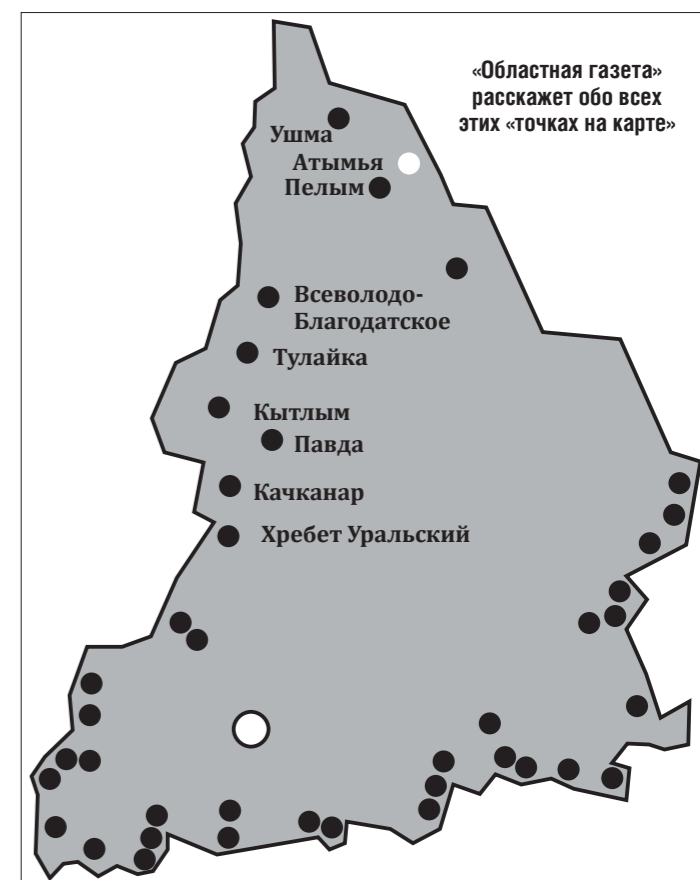 «Областная газета»
расскажет обо всех
этих «точках на карте»
Ушма
Атымья
Пелым
Всеволодо-
Благодатское
Тулайка
Кытлым
Павда
Качканар
Хребет Уральский